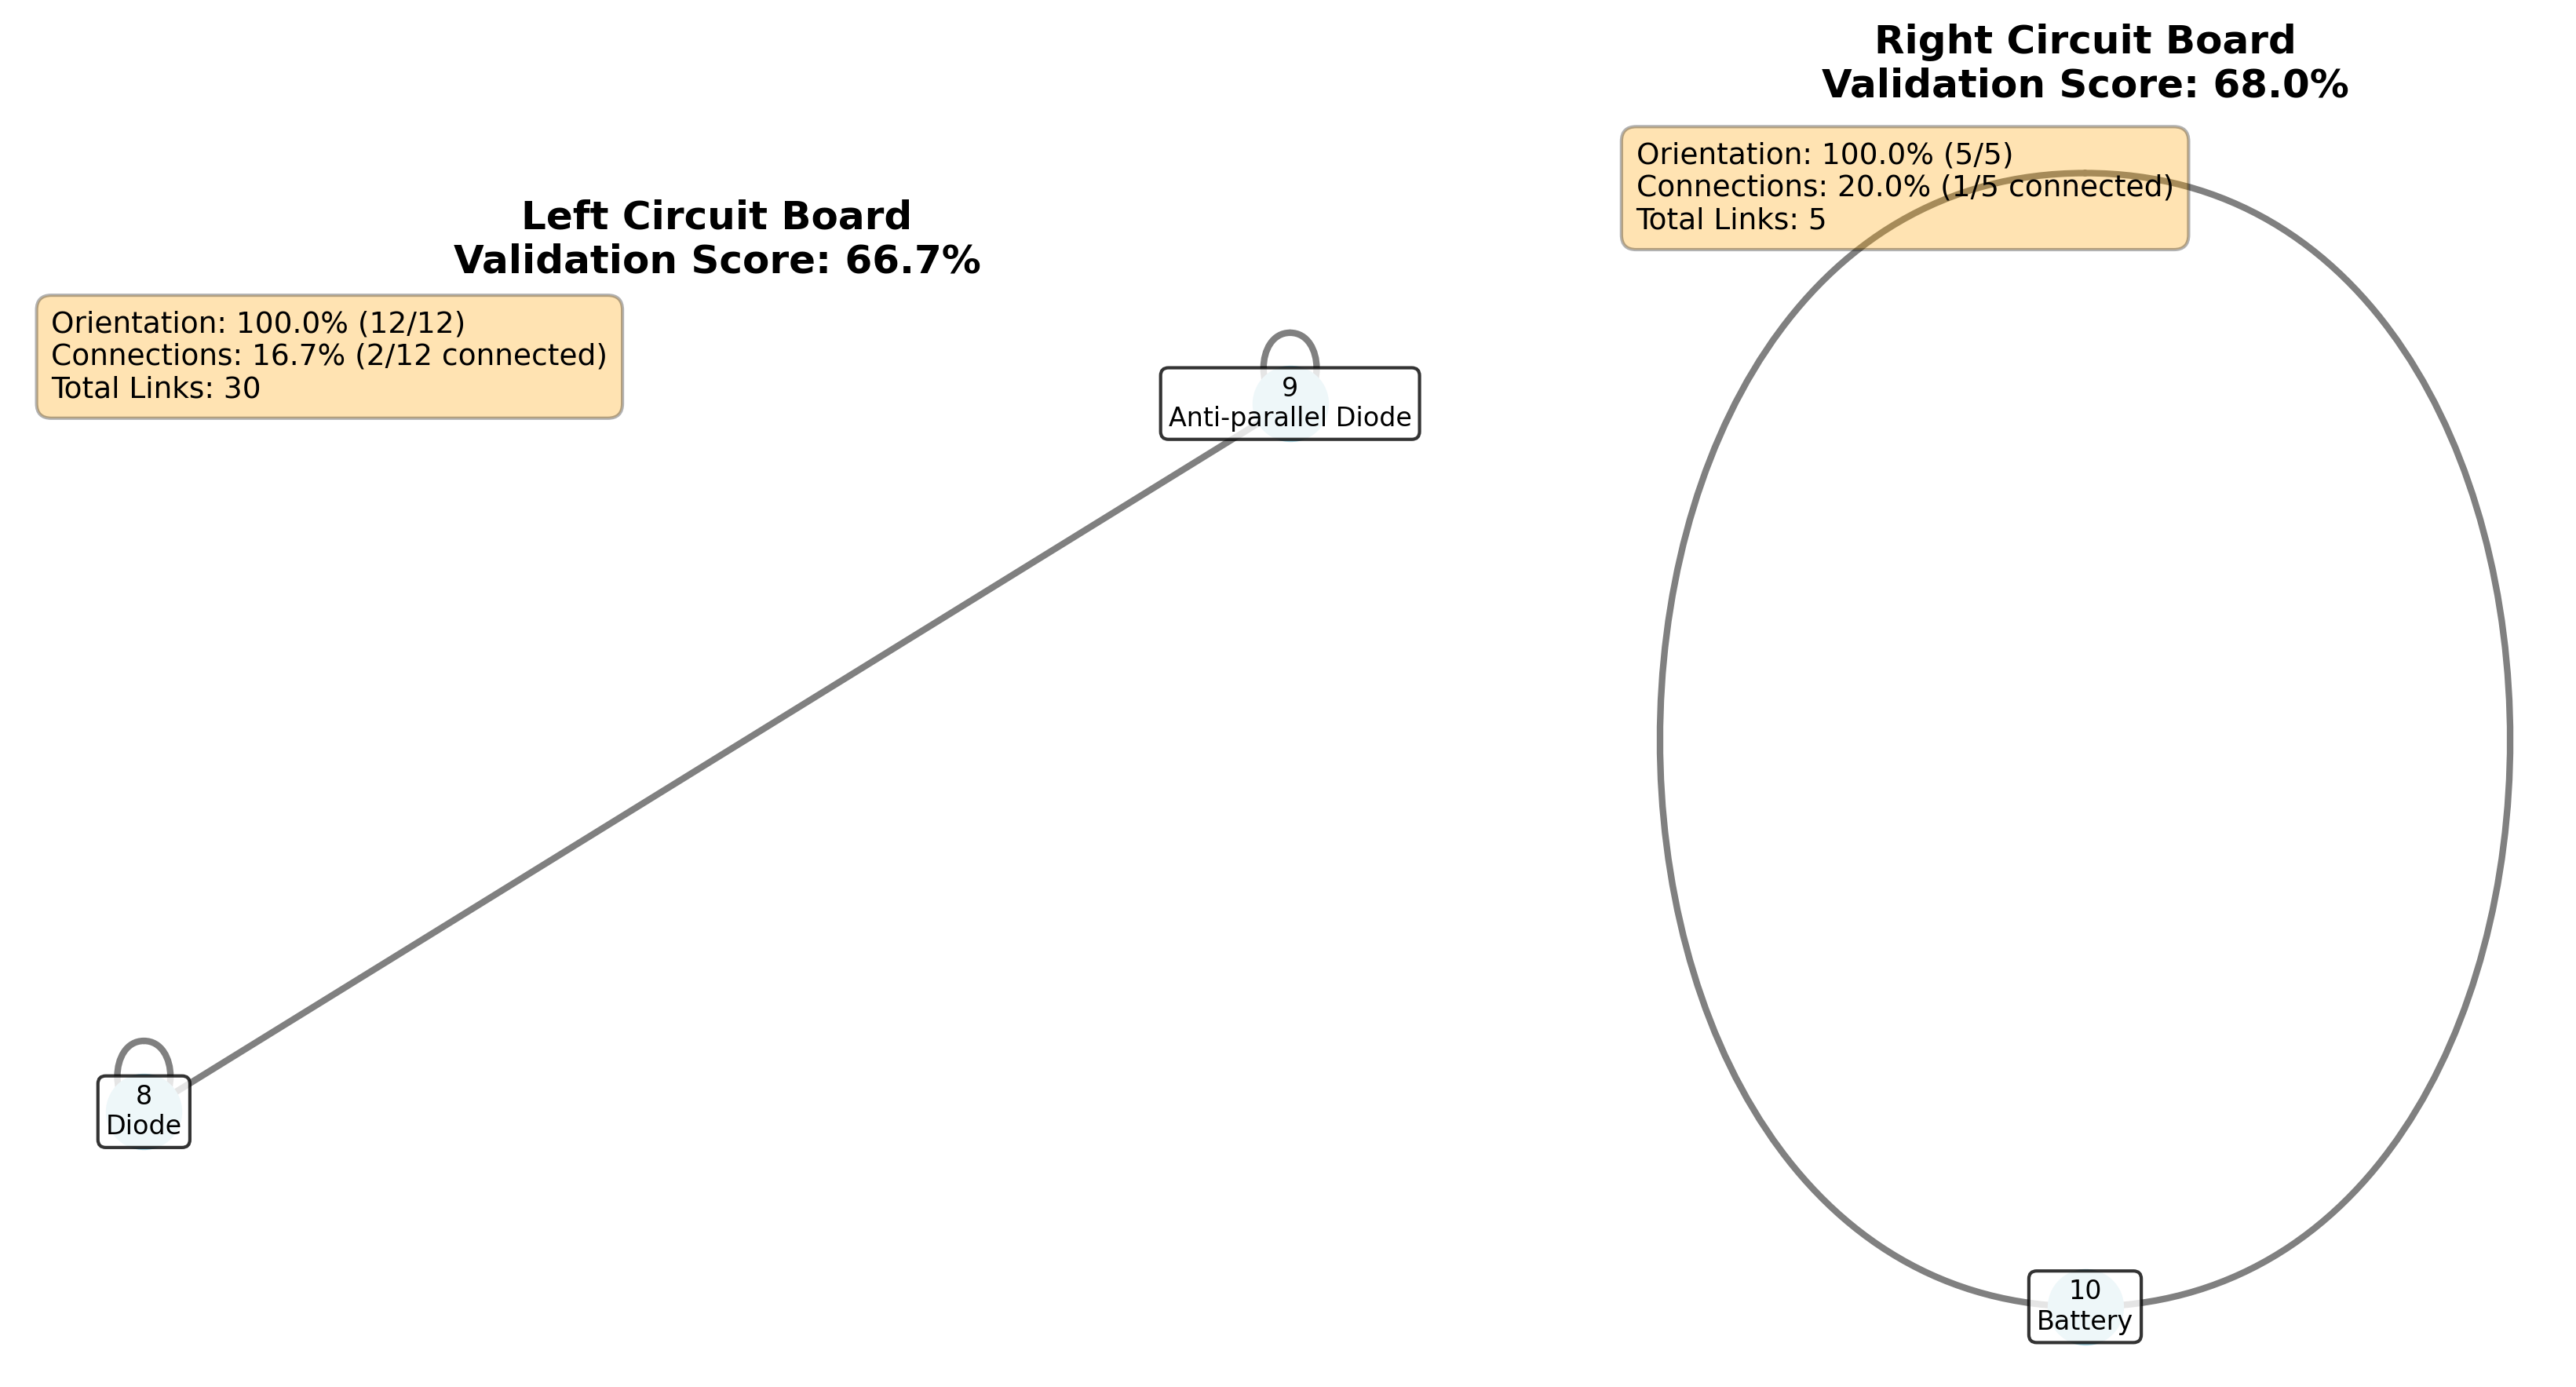 Left Circuit Board
Validation Score: 66.7%
Orientation: 100.0% (12/12)
Connections: 16.7% (2/12 connected)
Total Links: 30
9
Anti-parallel Diode
8
Diode
Right Circuit Board
Validation Score: 68.0%
Orientation: 100.0% (5/5)
Connections: 20.0% (1/5 connected)
Total Links: 5
10
Battery